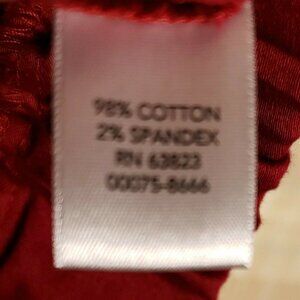 98% COTTON
2% SPANDEX
RN 63823
00075-8666